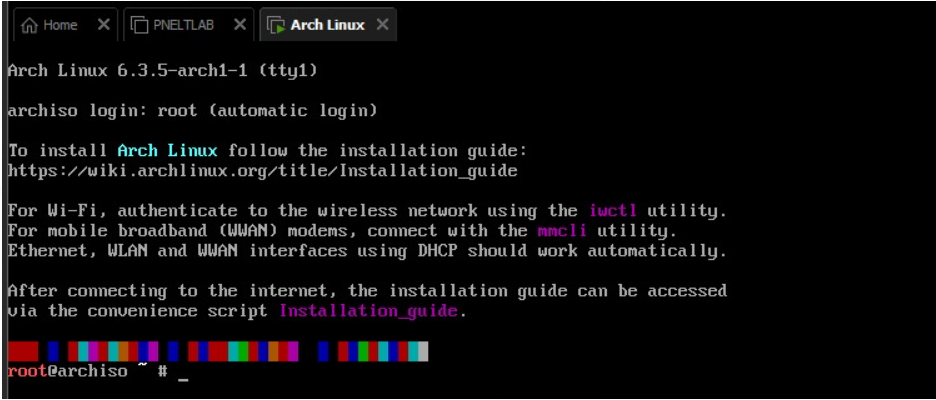 Home PNELTLAB Arch Linux
Arch Linux 6.3.5-arch1-1 (tty1)
archiso login: root (automatic login)
To install Arch Linux follow the installation guide:
https://wiki.archlinux.org/title/Installation_guide
For Wi-Fi, authenticate to the wireless network using the iwctl utility.
For mobile broadband (WWAN) modems, connect with the mmcli utility.
Ethernet, WLAN and WWAN interfaces using DHCP should work automatically.
After connecting to the internet, the installation guide can be accessed
via the convenience script Installation_guide.
root@archiso ~ # _